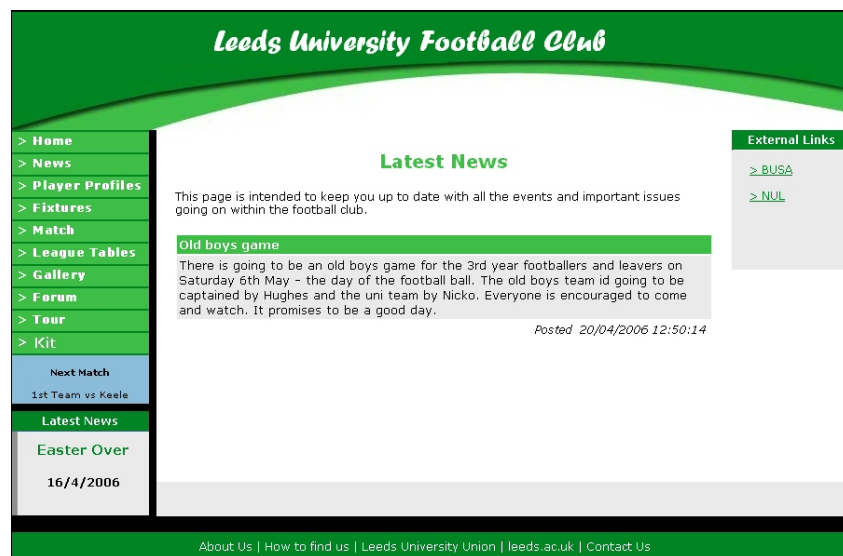 Leeds University Football Club
> Home
> News
> Player Profiles
> Fixtures
> Match
> League Tables
> Gallery
> Forum
> Tour
> Kit
Next Match
1st Team vs Keele
Latest News
Easter Over
16/4/2006
Latest News
This page is intended to keep you up to date with all the events and important issues
going on within the football club.
Old boys game
There is going to be an old boys game for the 3rd year footballers and leavers on
Saturday 6th May - the day of the football ball. The old boys team id going to be
captained by Hughes and the uni team by Nicko. Everyone is encouraged to come
and watch. It promises to be a good day.
Posted 20/04/2006 12:50:14
External Links
> BUSA
> NUL
About Us | How to find us | Leeds University Union | leeds.ac.uk | Contact Us